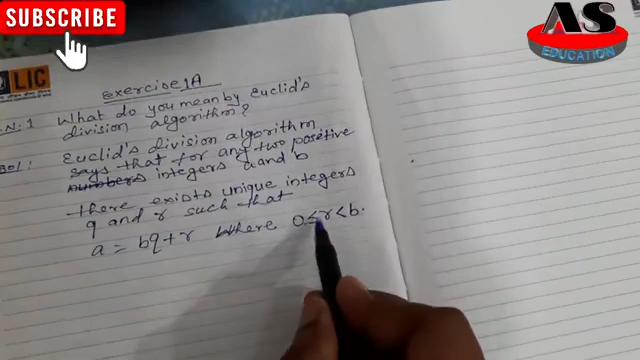 SUBSCRIBE
LIC
AS
EDUCATION
exercise 1A
.N: 1 What do you mean by Euclid's
division algorithm?
Sol: Euclid's division algorithm
says that for any two positive
numbers integers a and b
there exists unique integers
q and r such that
a = bq + r where 0 ≤ r < b.